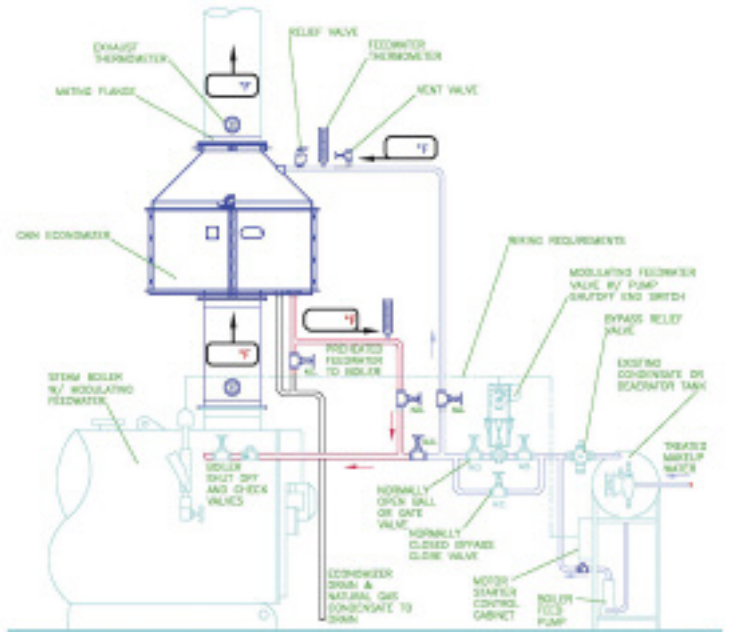 RELIEF VALVE
EXHAUST
THERMOMETER
FEEDWATER
THERMOMETER
MATING FLANGE
VENT VALVE
°F
°F
ECONOMIZER
WIRING REQUIREMENTS
MODULATING FEEDWATER
VALVE W/ PUMP
SHUTOFF END SWITCH
BYPASS RELIEF
VALVE
°F
°F
PREHEATED
FEEDWATER
TO BOILER
EXISTING
CONDENSATE OR
DEAERATOR TANK
STEAM BOILER
W/ MODULATING
FEEDWATER
TREATED
MAKEUP
WATER
BOILER
SHUT OFF
AND CHECK
VALVES
NORMALLY
OPEN BALL
OR GATE
VALVE
NORMALLY
CLOSED BYPASS
GLOBE VALVE
ECONOMIZER
DRAIN &
NATURAL GAS
CONDENSATE TO
DRAIN
MOTOR
STARTER
CONTROL
CABINET
BOILER
FEED
PUMP